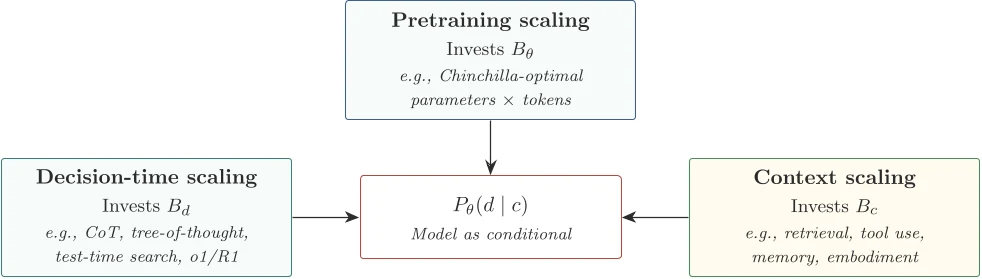 Pretraining scaling
Invests B_θ
e.g., Chinchilla-optimal
parameters × tokens
Decision-time scaling
Invests B_d
e.g., CoT, tree-of-thought,
test-time search, o1/R1
P_θ(d | c)
Model as conditional
Context scaling
Invests B_c
e.g., retrieval, tool use,
memory, embodiment